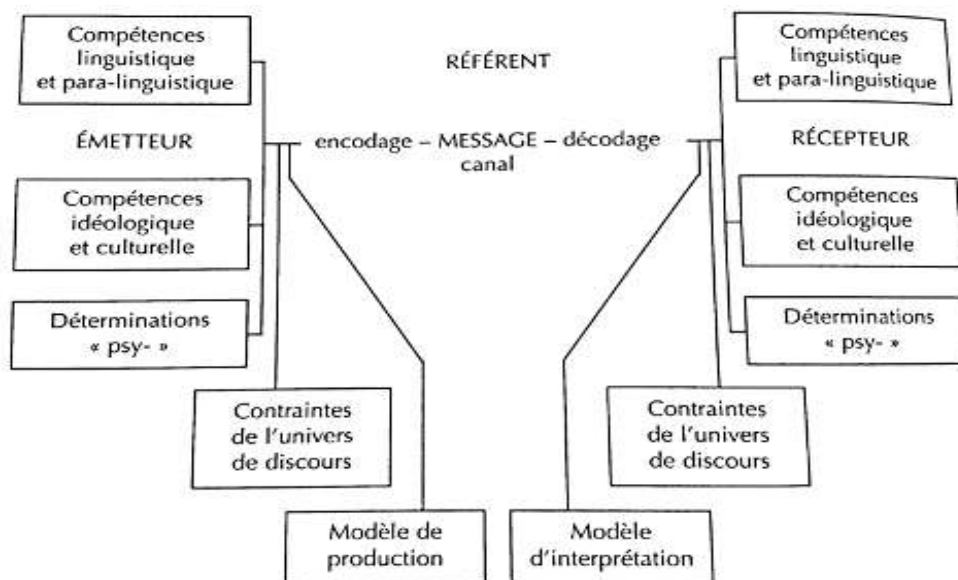 Compétences
linguistique
et para-linguistique
RÉFÉRENT
Compétences
linguistique
et para-linguistique
ÉMETTEUR
encodage – MESSAGE – décodage
canal
RÉCEPTEUR
Compétences
idéologique
et culturelle
Compétences
idéologique
et culturelle
Déterminations
« psy- »
Déterminations
« psy- »
Contraintes
de l'univers
de discours
Contraintes
de l'univers
de discours
Modèle de
production
Modèle
d'interprétation